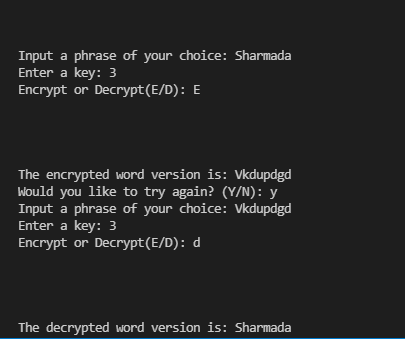 Input a phrase of your choice: Sharmada
Enter a key: 3
Encrypt or Decrypt(E/D): E
The encrypted word version is: Vkdupdgd
Would you like to try again? (Y/N): y
Input a phrase of your choice: Vkdupdgd
Enter a key: 3
Encrypt or Decrypt(E/D): d
The decrypted word version is: Sharmada